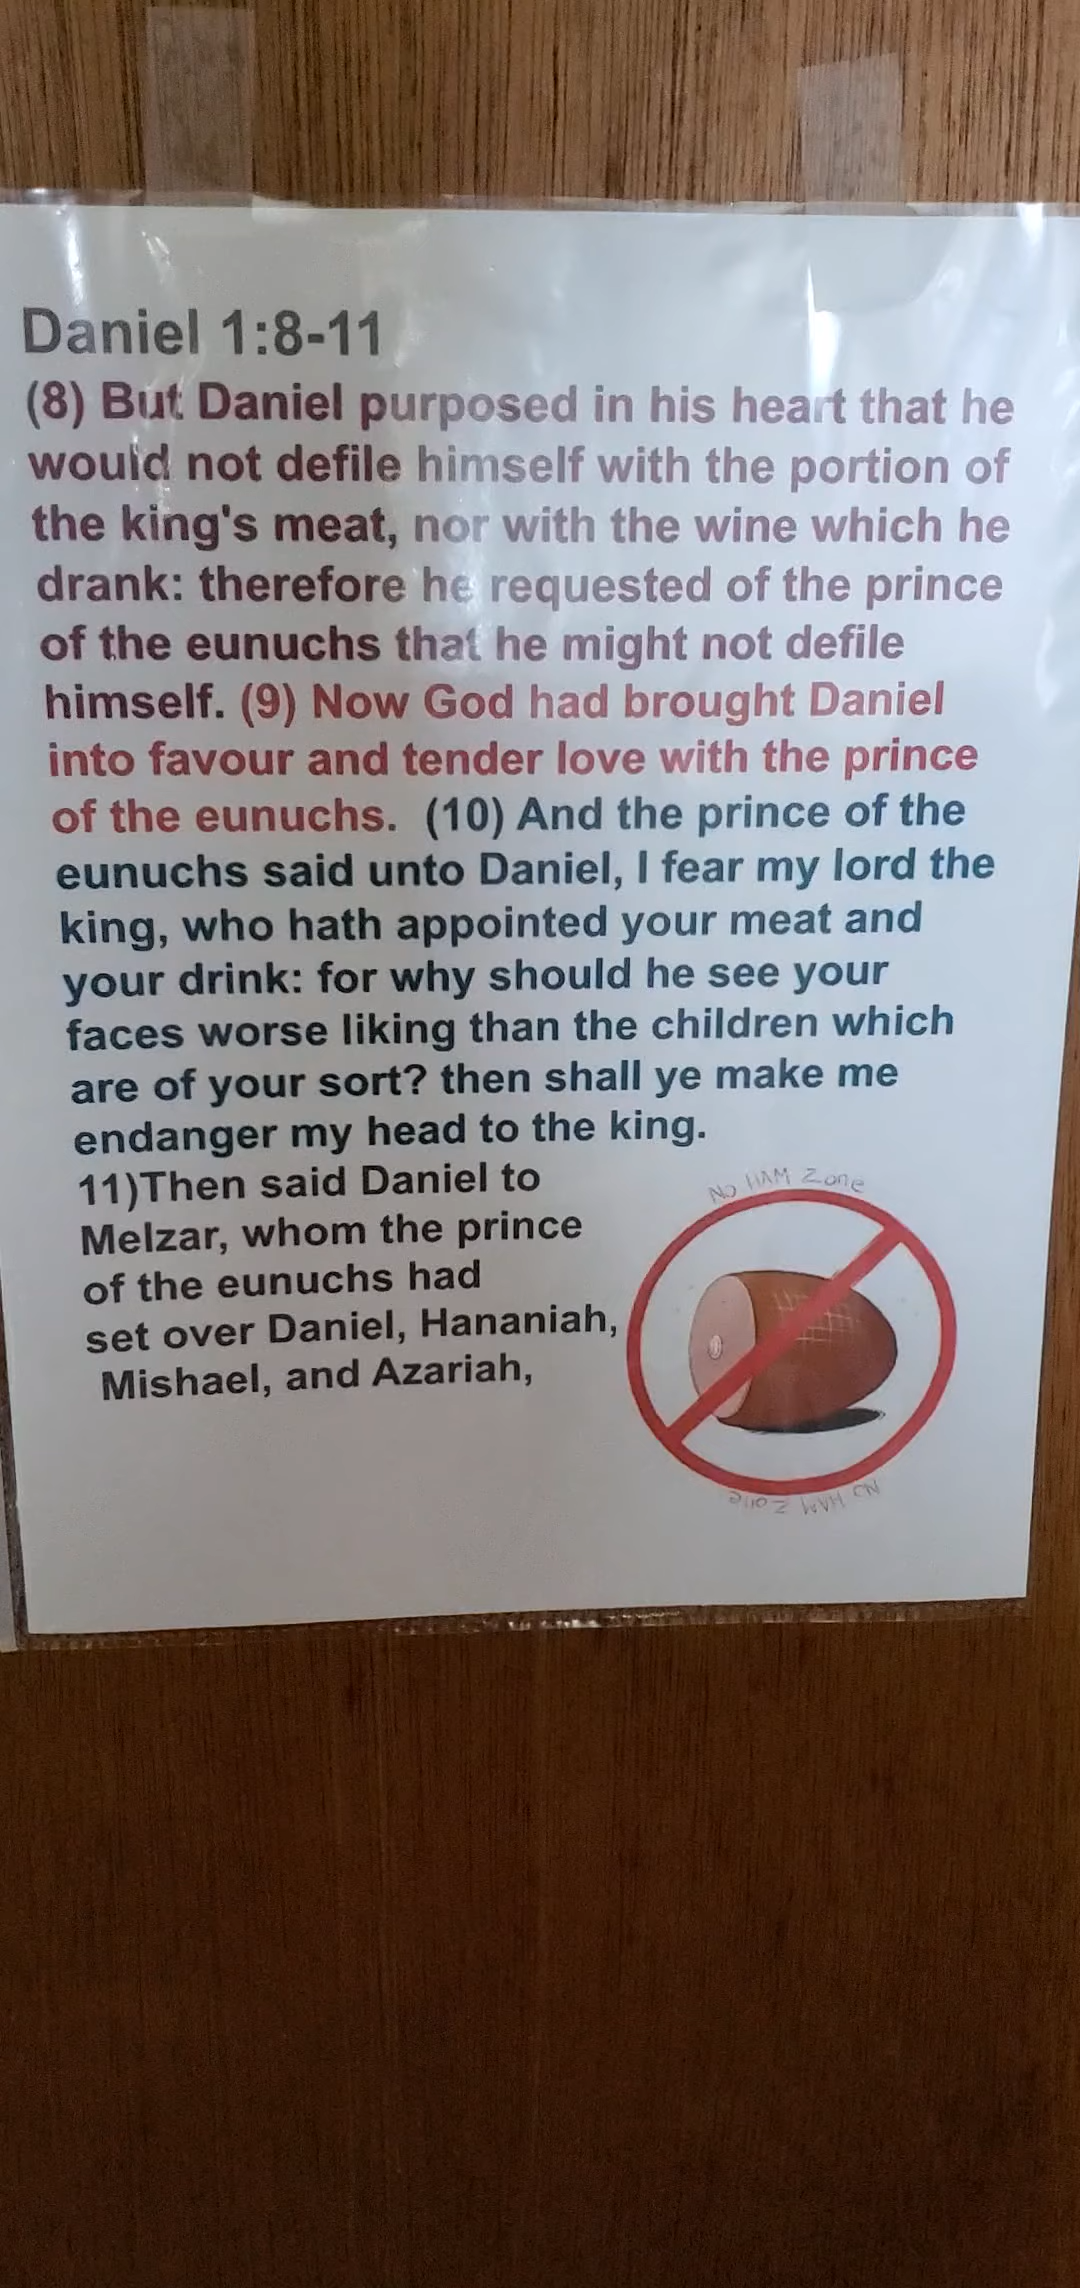 Daniel 1:8-11
(8) But Daniel purposed in his heart that he
would not defile himself with the portion of
the king's meat, nor with the wine which he
drank: therefore he requested of the prince
of the eunuchs that he might not defile
himself. (9) Now God had brought Daniel
into favour and tender love with the prince
of the eunuchs.  (10) And the prince of the
eunuchs said unto Daniel, I fear my lord the
king, who hath appointed your meat and
your drink: for why should he see your
faces worse liking than the children which
are of your sort? then shall ye make me
endanger my head to the king.
11)Then said Daniel to
Melzar, whom the prince
of the eunuchs had
set over Daniel, Hananiah,
Mishael, and Azariah,
NO HAM Zone
NO HAM Zone